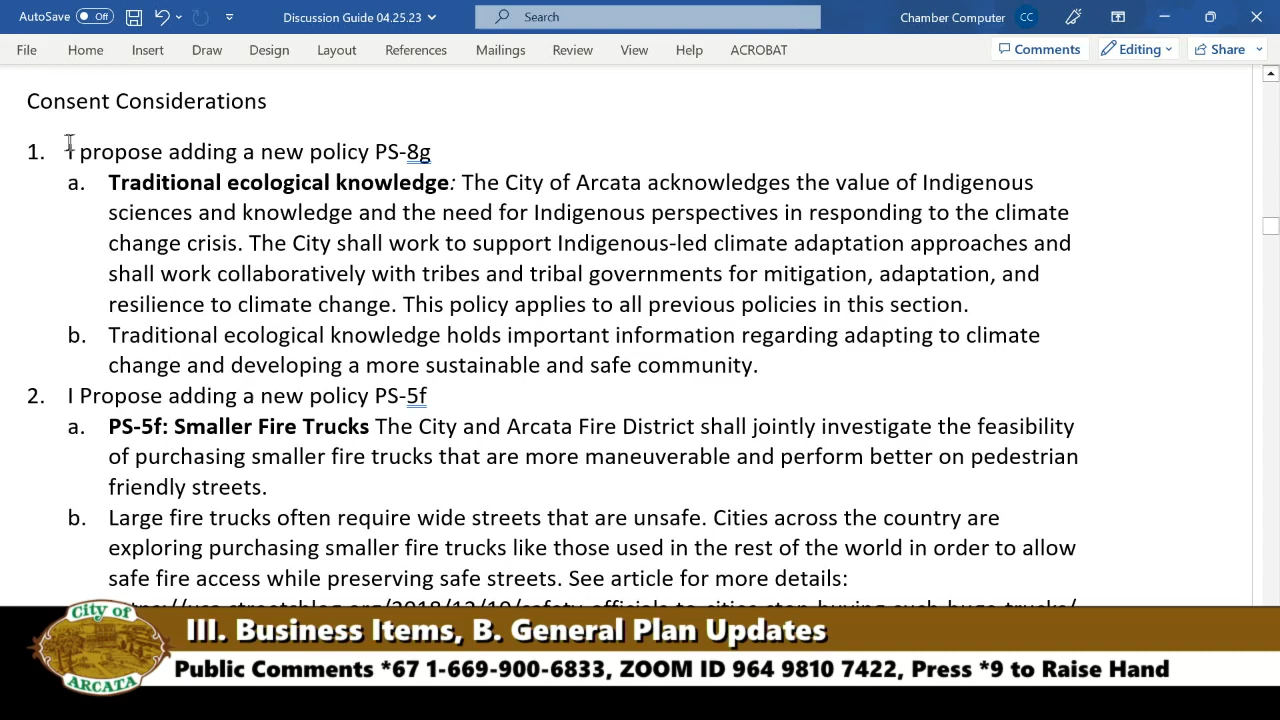 AutoSave Off Discussion Guide 04.25.23 Search Chamber Computer CC
File Home Insert Draw Design Layout References Mailings Review View Help ACROBAT Comments Editing Share
Consent Considerations
1. I propose adding a new policy PS-8g
a. Traditional ecological knowledge: The City of Arcata acknowledges the value of Indigenous
sciences and knowledge and the need for Indigenous perspectives in responding to the climate
change crisis. The City shall work to support Indigenous-led climate adaptation approaches and
shall work collaboratively with tribes and tribal governments for mitigation, adaptation, and
resilience to climate change. This policy applies to all previous policies in this section.
b. Traditional ecological knowledge holds important information regarding adapting to climate
change and developing a more sustainable and safe community.
2. I Propose adding a new policy PS-5f
a. PS-5f: Smaller Fire Trucks The City and Arcata Fire District shall jointly investigate the feasibility
of purchasing smaller fire trucks that are more maneuverable and perform better on pedestrian
friendly streets.
b. Large fire trucks often require wide streets that are unsafe. Cities across the country are
exploring purchasing smaller fire trucks like those used in the rest of the world in order to allow
safe fire access while preserving safe streets. See article for more details:
City of
ARCATA
III. Business Items, B. General Plan Updates
Public Comments *67 1-669-900-6833, ZOOM ID 964 9810 7422, Press *9 to Raise Hand